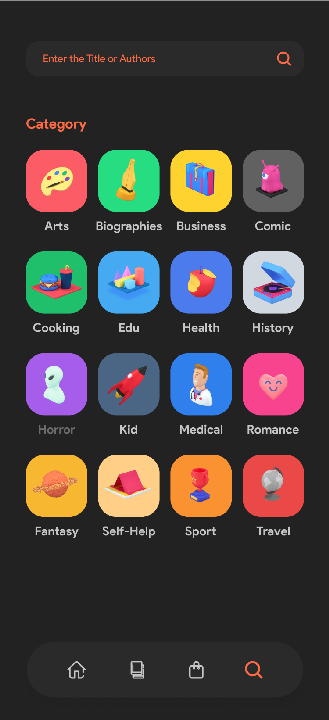 Enter the Title or Authors
Category
Arts Biographies Business Comic
Cooking Edu Health History
Horror Kid Medical Romance
Fantasy Self-Help Sport Travel